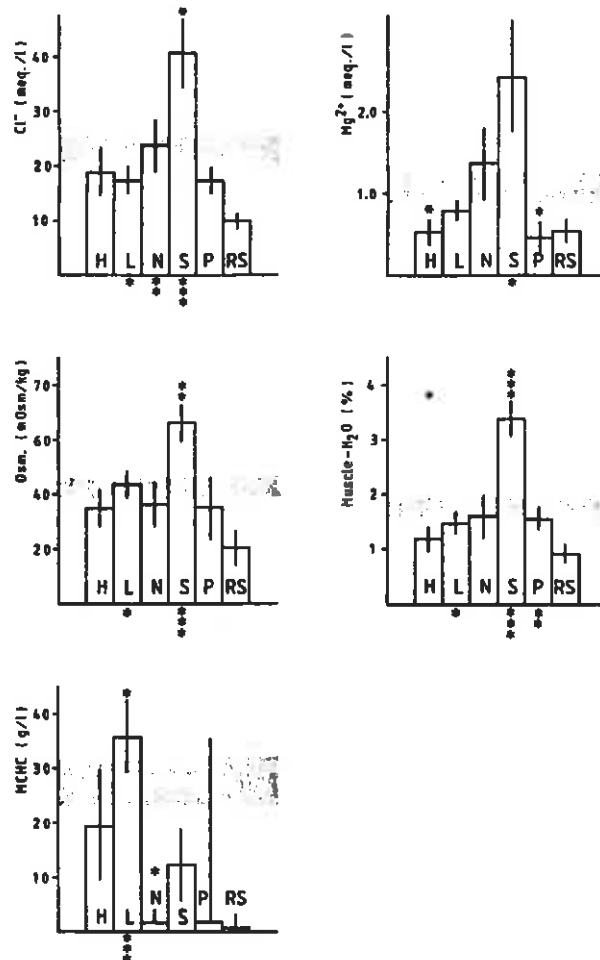 Cl⁻ (meq./l)
*
40
30
20
10
H L N S P RS
* ** ***
Mg²⁺ (meq./l)
2.0
1.0
* *
H L N S P RS
*
Osm. (mOsm/kg)
70
60
40
20
**
H L N S P RS
* ***
Muscle-H₂O (%)
4
3
2
1
***
H L N S P RS
* *** **
MCHC (g/l)
40
30
20
10
*
*
N P RS
H L S
***